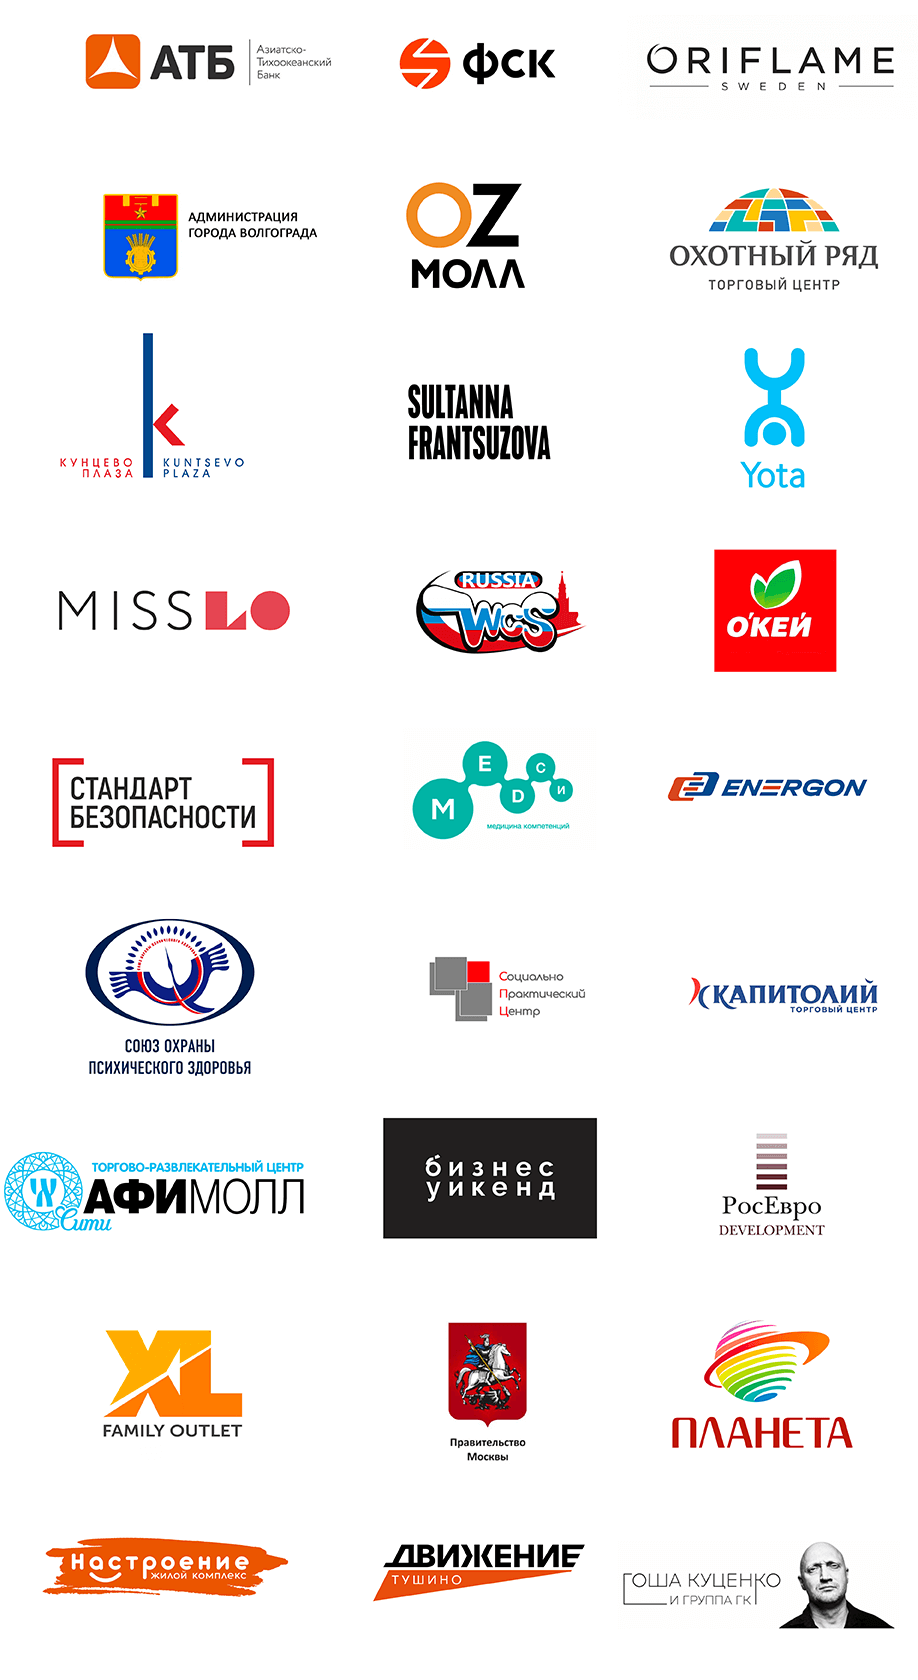 АТБ
Азиатско-
Тихоокеанский
Банк
ФСК
ORIFLAME
SWEDEN
АДМИНИСТРАЦИЯ
ГОРОДА ВОЛГОГРАДА
OZ
МОЛЛ
ОХОТНЫЙ РЯД
ТОРГОВЫЙ ЦЕНТР
k
КУНЦЕВО
ПЛАЗА
KUNTSEVO
PLAZA
SULTANNA
FRANTSUZOVA
Yota
MISS LO
RUSSIA
WCS
О'КЕЙ
СТАНДАРТ
БЕЗОПАСНОСТИ
МЕDСИ
медицина компетенций
ENERGON
СОЮЗ ОХРАНЫ
ПСИХИЧЕСКОГО ЗДОРОВЬЯ
Социально
Практический
Центр
КАПИТОЛИЙ
ТОРГОВЫЙ ЦЕНТР
ТОРГОВО-РАЗВЛЕКАТЕЛЬНЫЙ ЦЕНТР
АФИМОЛЛ
Сити
бизнес
уикенд
РосЕвро
DEVELOPMENT
XL
FAMILY OUTLET
Правительство
Москвы
ПЛАНЕТА
Настроение
жилой комплекс
ДВИЖЕНИЕ
ТУШИНО
ГОША КУЦЕНКО
И ГРУППА ГК